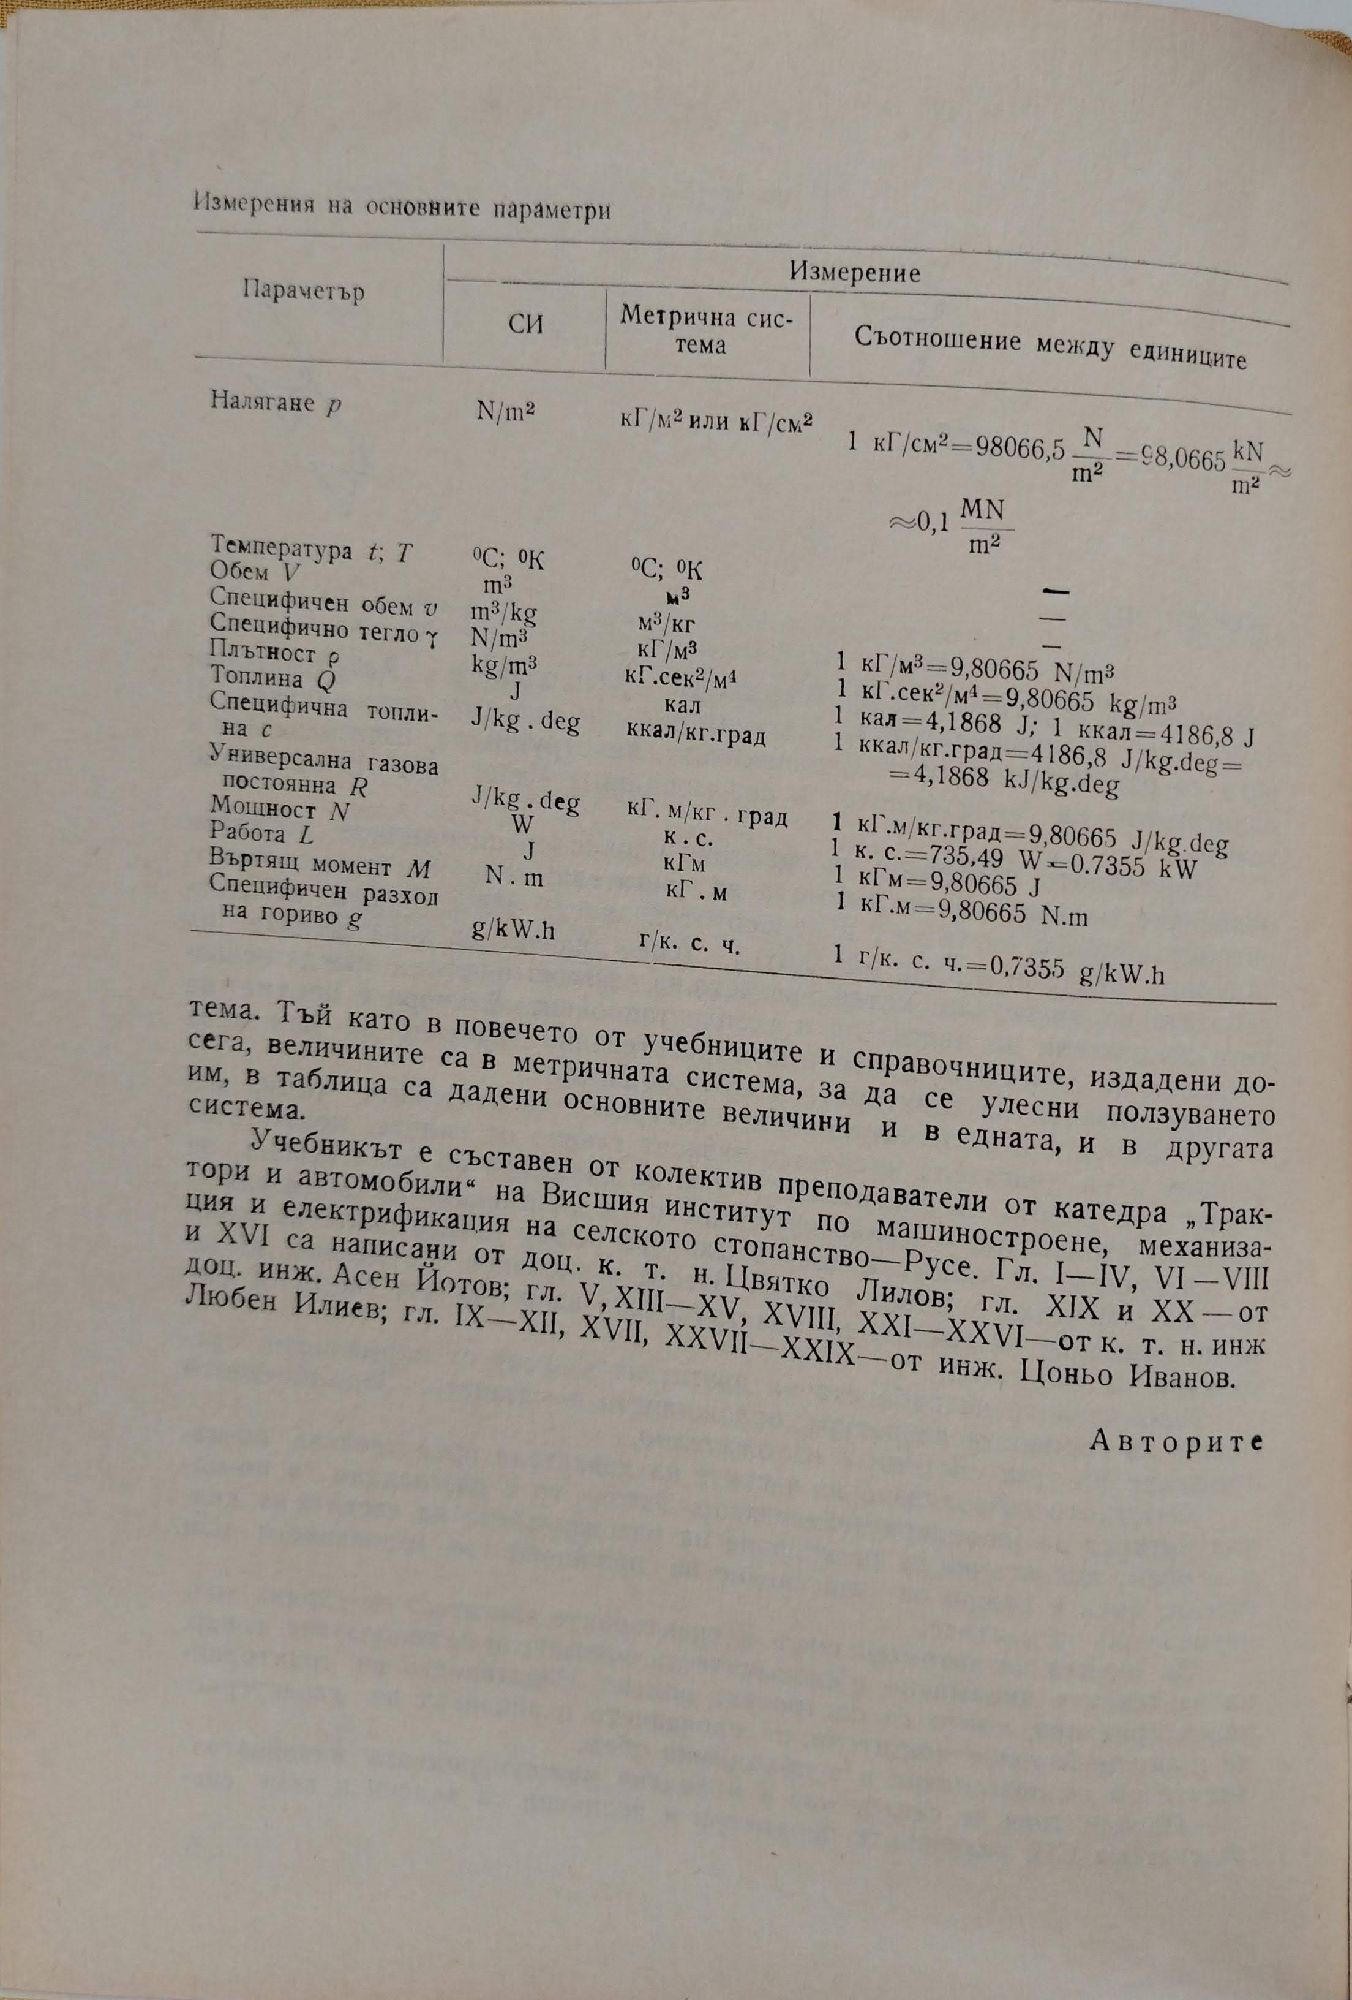 Измерения на основните параметри
Параметър
Измерение
СИ
Метрична сис-
тема
Съотношение между единиците
Налягане p N/m² кГ/м² или кГ/см² 1 кГ/см²=98066,5 N/m² =98,0665 kN/m² ≈
≈0,1 MN/m²
Температура t; T ⁰C; ⁰K ⁰C; ⁰K —
Обем V m³ м³ —
Специфичен обем v m³/kg м³/кг —
Специфично тегло γ N/m³ кГ/м³ 1 кГ/м³=9,80665 N/m³
Плътност ρ kg/m³ кГ.сек²/м⁴ 1 кГ.сек²/м⁴=9,80665 kg/m³
Топлина Q J кал 1 кал=4,1868 J; 1 ккал=4186,8 J
Специфична топли- J/kg . deg ккал/кг.град 1 ккал/кг.град=4186,8 J/kg.deg=
на c =4,1868 kJ/kg.deg
Универсална газова
постоянна R J/kg . deg кГ. м/кг . град 1 кГ.м/кг.град=9,80665 J/kg.deg
Мощност N W к . с. 1 к. с.=735,49 W=0.7355 kW
Работа L J кГм 1 кГм=9,80665 J
Въртящ момент M N . m кГ . м 1 кГ.м=9,80665 N.m
Специфичен разход
на гориво g g/kW.h г/к. с. ч. 1 г/к. с. ч.=0,7355 g/kW.h
тема. Тъй като в повечето от учебниците и справочниците, издадени до-
сега, величините са в метричната система, за да се улесни ползуването
им, в таблица са дадени основните величини и в едната, и в другата
система.
Учебникът е съставен от колектив преподаватели от катедра „Трак-
тори и автомобили“ на Висшия институт по машиностроене, механиза-
ция и електрификация на селското стопанство—Русе. Гл. I—IV, VI—VIII
и XVI са написани от доц. к. т. н. Цвятко Лилов; гл. XIX и XX — от
доц. инж. Асен Йотов; гл. V, XIII—XV, XVIII, XXI—XXVI—от к. т. н. инж
Любен Илиев; гл. IX—XII, XVII, XXVII—XXIX—от инж. Цоньо Иванов.
Авторите